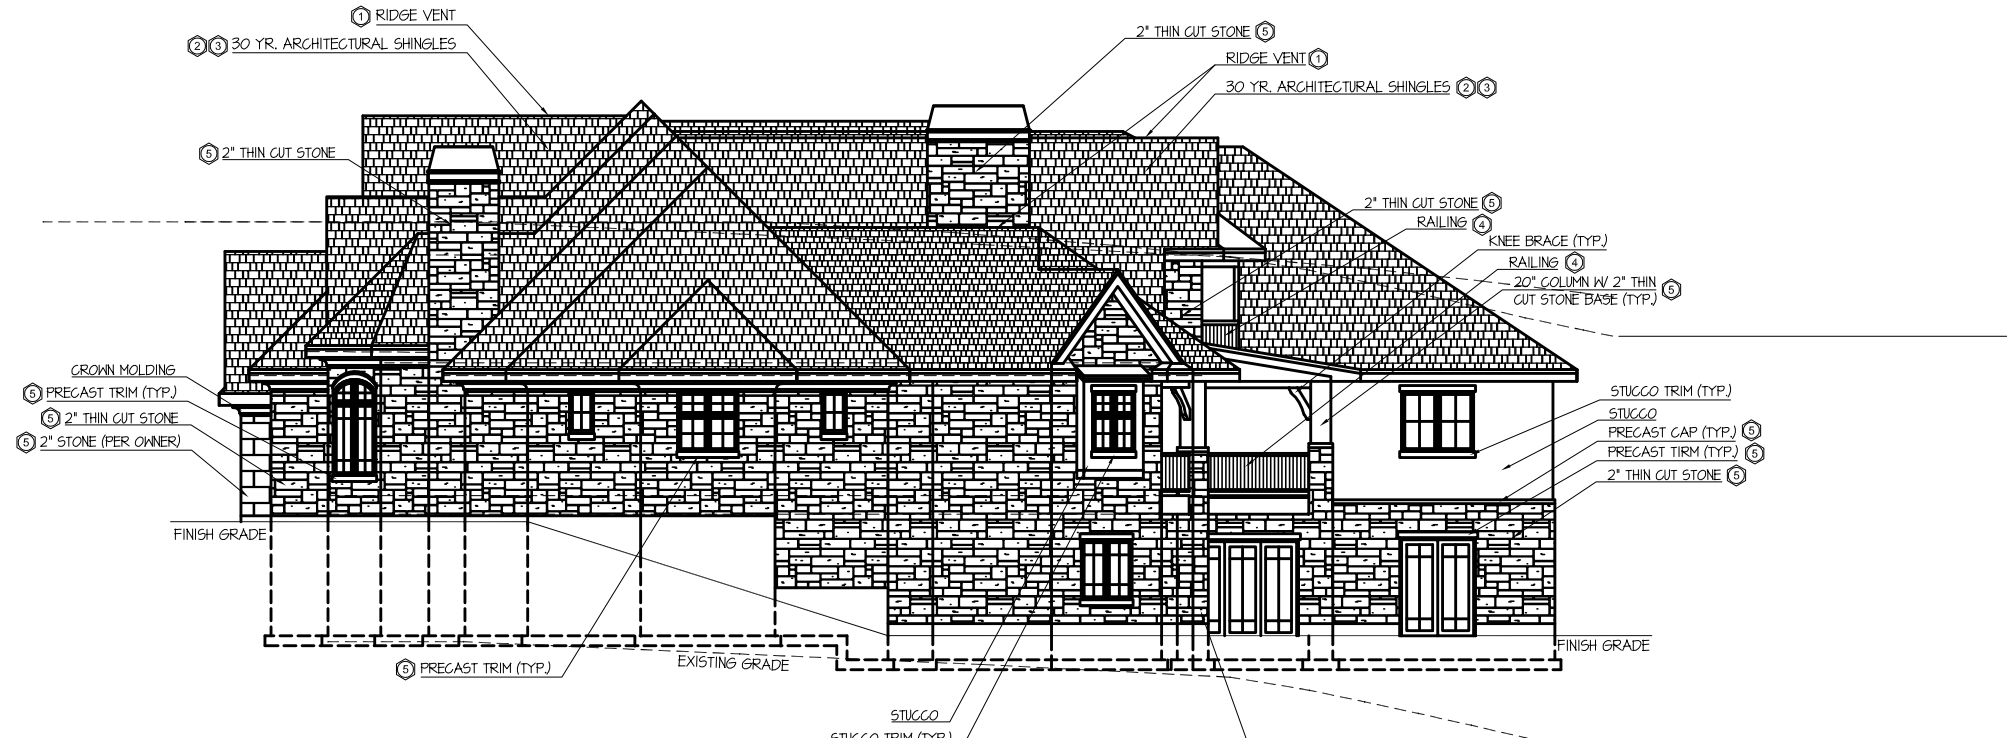 1 RIDGE VENT
2 3 30 YR. ARCHITECTURAL SHINGLES
2" THIN CUT STONE 5
RIDGE VENT 1
30 YR. ARCHITECTURAL SHINGLES 2 3
5 2" THIN CUT STONE
2" THIN CUT STONE 5
RAILING 4
KNEE BRACE (TYP.)
RAILING 4
20" COLUMN W/ 2" THIN
CUT STONE BASE (TYP.) 5
CROWN MOLDING
5 PRECAST TRIM (TYP.)
5 2" THIN CUT STONE
5 2" STONE (PER OWNER)
STUCCO TRIM (TYP.)
STUCCO
PRECAST CAP (TYP.) 5
PRECAST TIRM (TYP.) 5
2" THIN CUT STONE 5
FINISH GRADE
FINISH GRADE
EXISTING GRADE
5 PRECAST TRIM (TYP.)
STUCCO
STUCCO TRIM (TYP.)